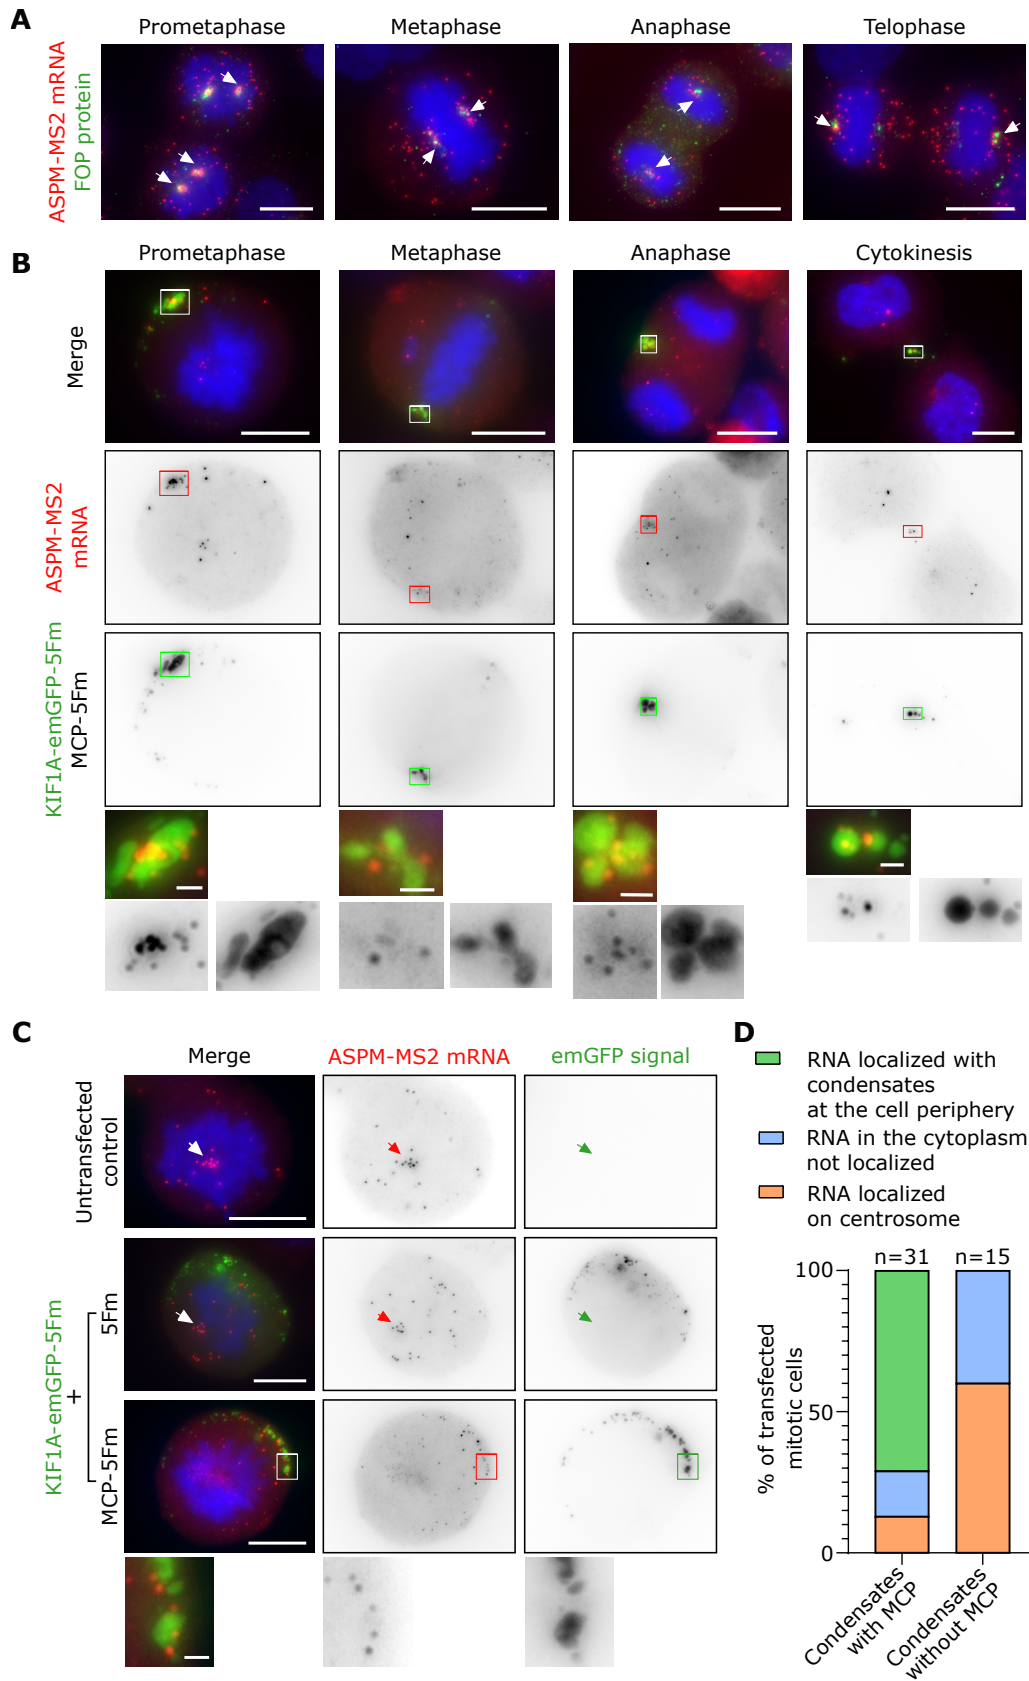 A
Prometaphase
Metaphase
Anaphase
Telophase
ASPM-MS2 mRNA
FOP protein
B
Prometaphase
Metaphase
Anaphase
Cytokinesis
Merge
ASPM-MS2
mRNA
KIF1A-emGFP-5Fm
MCP-5Fm
C
Merge
ASPM-MS2 mRNA
emGFP signal
Untransfected
control
KIF1A-emGFP-5Fm
+
5Fm
MCP-5Fm
D
RNA localized with
condensates
at the cell periphery
RNA in the cytoplasm
not localized
RNA localized
on centrosome
n=31
n=15
% of transfected
mitotic cells
100
50
0
Condensates
with MCP
Condensates
without MCP